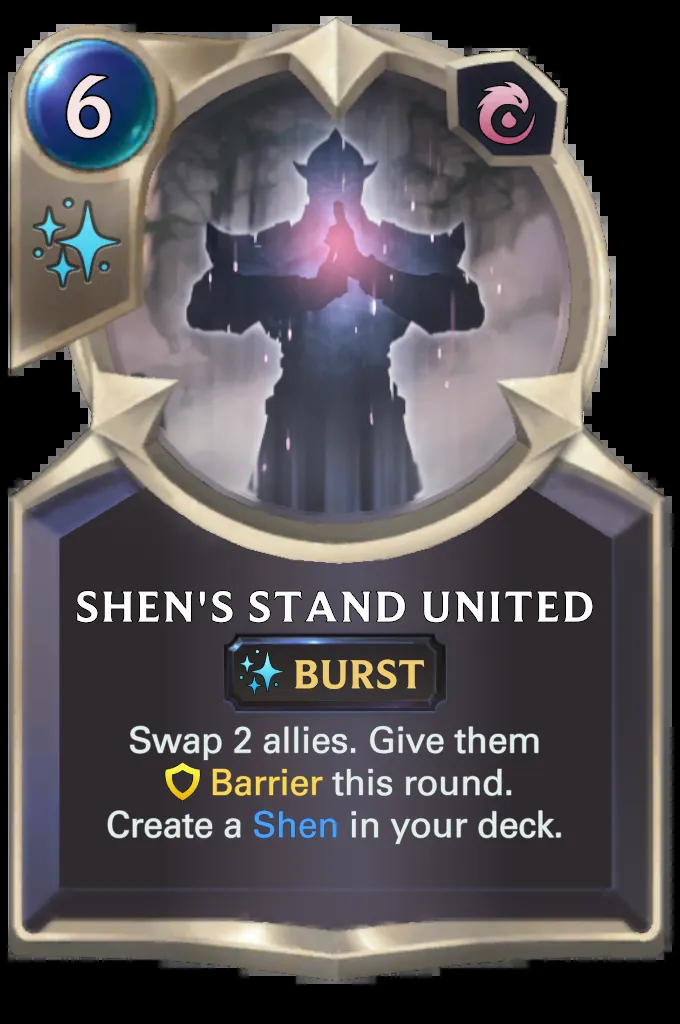 6
SHEN'S STAND UNITED
BURST
Swap 2 allies. Give them
Barrier this round.
Create a Shen in your deck.